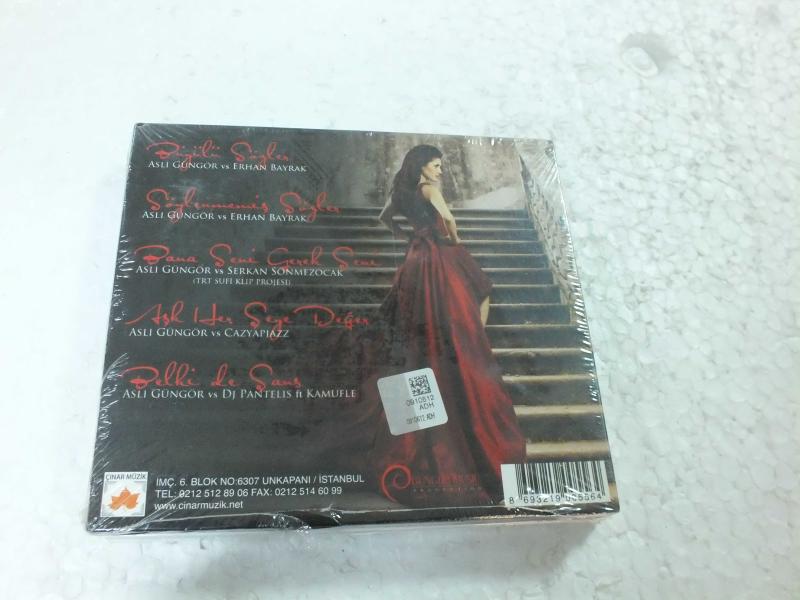 Büyülü Sözler
ASLI GÜNGÖR VS ERHAN BAYRAK
Söylenmemiş Sözler
ASLI GÜNGÖR VS ERHAN BAYRAK
Bana Seni Gerek Seni
ASLI GÜNGÖR VS SERKAN SÖNMEZOCAK
(TRT SUFI KLIP PROJESI)
Aşk Her Şeye Değer
ASLI GÜNGÖR VS CAZYAPJAZZ
Belki de Şans
ASLI GÜNGÖR VS DJ PANTELIS ft KAMUFLE
0910512
ADH
ÇINAR MÜZİK
İMÇ. 6. BLOK NO:6307 UNKAPANI / İSTANBUL
TEL: 0212 512 89 06 FAX: 0212 514 60 99
www.cinarmuzik.net